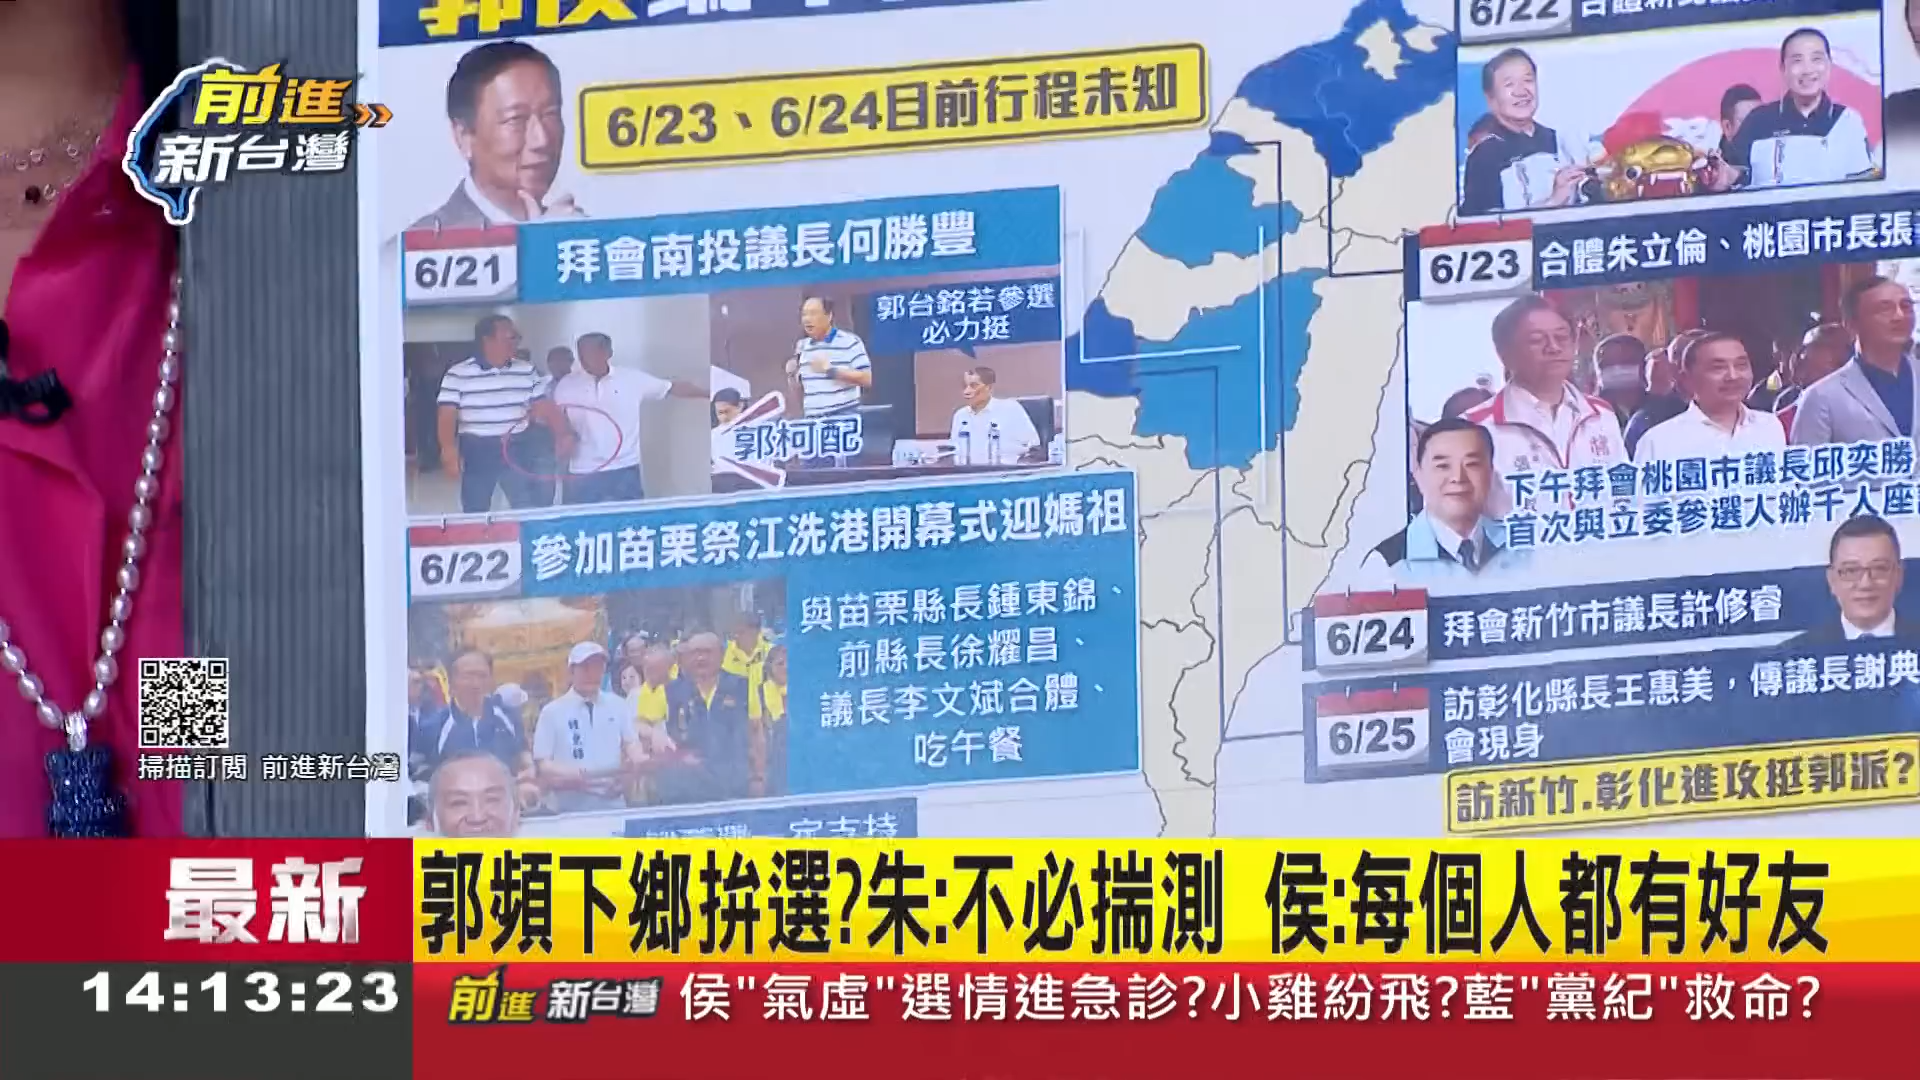 前進
新台灣
6/23、6/24目前行程未知
6/21
拜會南投議長何勝豐
郭台銘若參選
必力挺
郭柯配
6/22
參加苗栗祭江洗港開幕式迎媽祖
與苗栗縣長鍾東錦、
前縣長徐耀昌、
議長李文斌合體、
吃午餐
一定支持
6/22
6/23
合體朱立倫、桃園市長張
下午拜會桃園市議長邱奕勝
首次與立委參選人辦千人座
6/24
拜會新竹市議長許修睿
6/25
訪彰化縣長王惠美，傳議長謝典
會現身
訪新竹.彰化進攻挺郭派?
掃描訂閱 前進新台灣
最新
郭頻下鄉拚選?朱:不必揣測 侯:每個人都有好友
14:13:23
前進新台灣
侯"氣虛"選情進急診?小雞紛飛?藍"黨紀"救命?